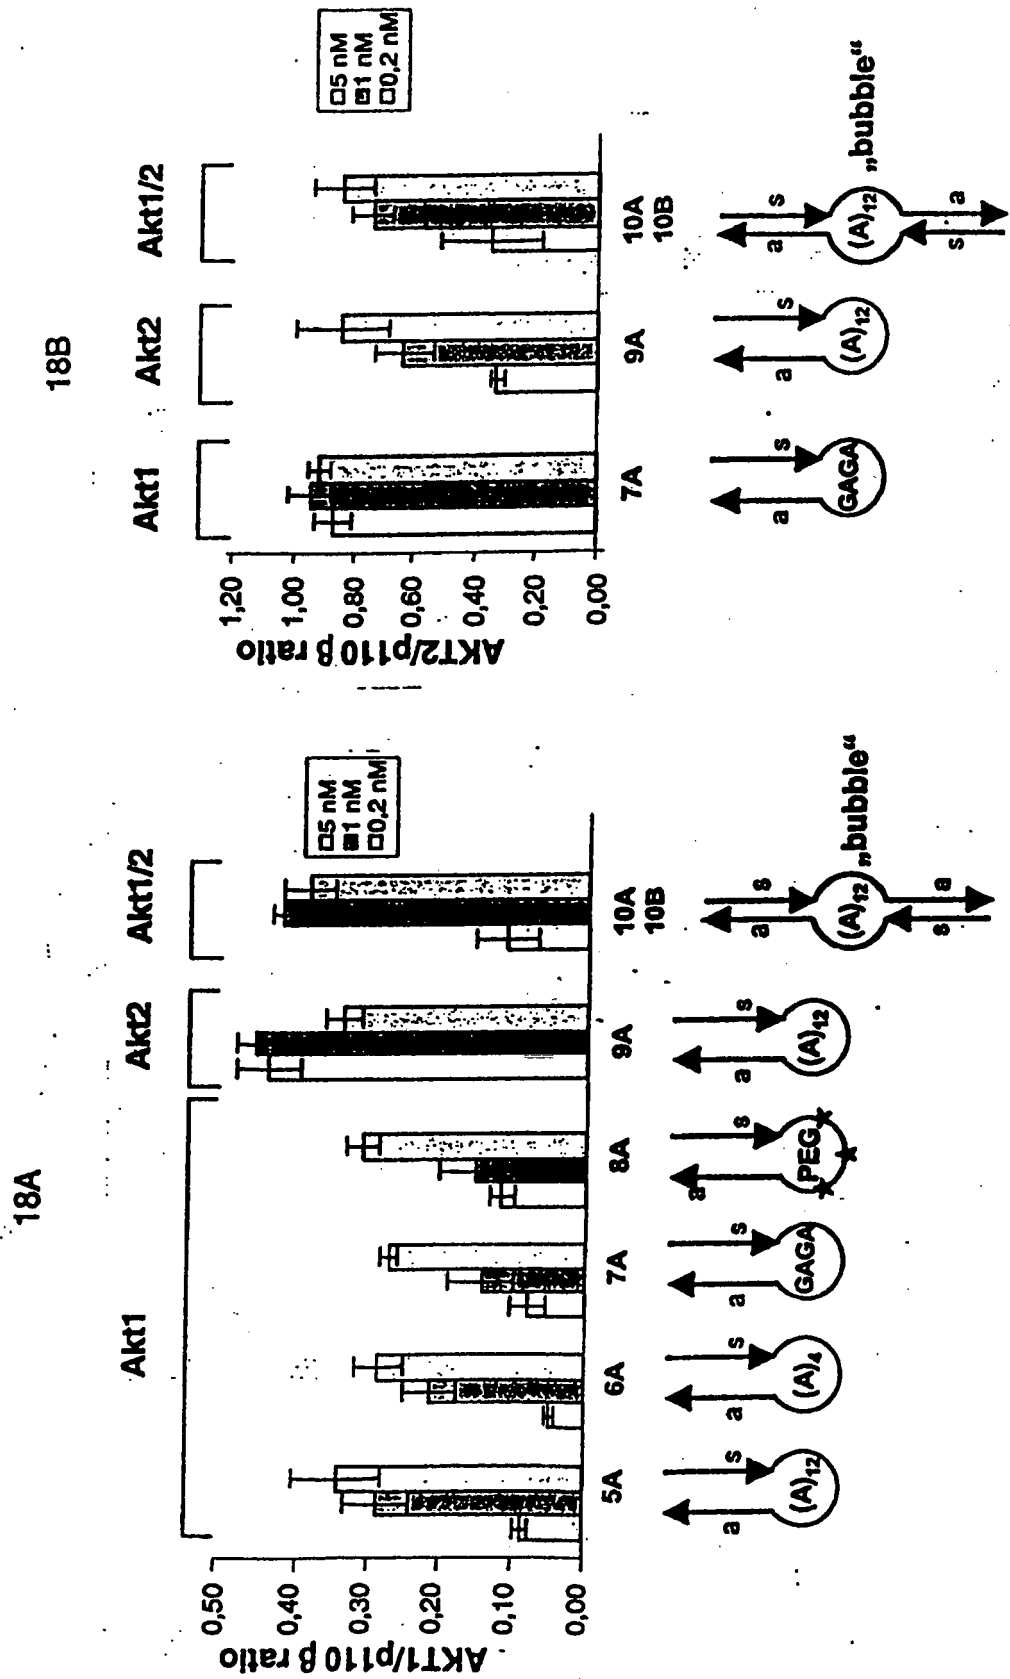 18A
Akt1
Akt2
Akt1/2
□5 nM
■1 nM
□0,2 nM
AKT1/p110 β ratio
0,50
0,40
0,30
0,20
0,10
0,00
5A
6A
7A
8A
9A
10A
10B
a s
(A)12
a s
(A)4
a s
GAGA
a s
PEG
a s
(A)12
a s
(A)12
„bubble“
s a
18B
Akt1
Akt2
Akt1/2
□5 nM
■1 nM
□0,2 nM
AKT2/p110 β ratio
1,20
1,00
0,80
0,60
0,40
0,20
0,00
7A
9A
10A
10B
a s
GAGA
a s
(A)12
a s
(A)12
„bubble“
s a